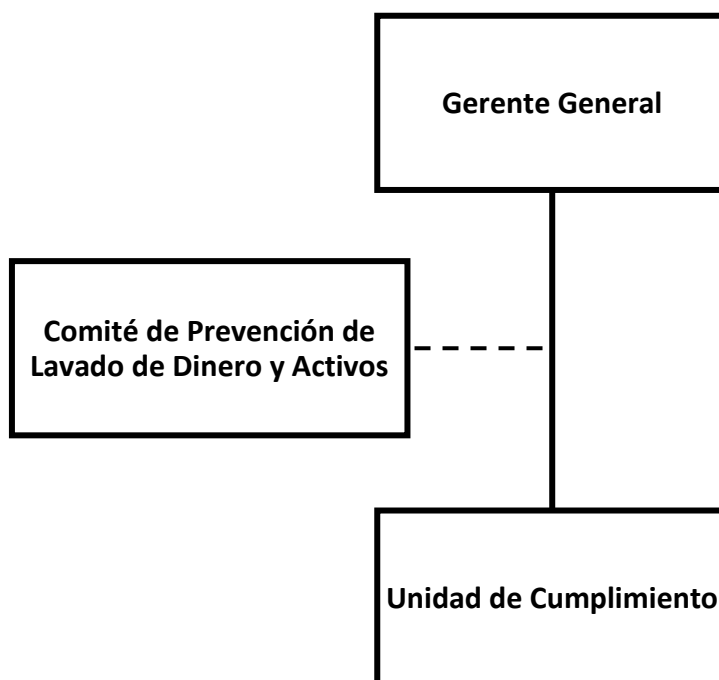 Gerente General
Comité de Prevención de
Lavado de Dinero y Activos
Unidad de Cumplimiento